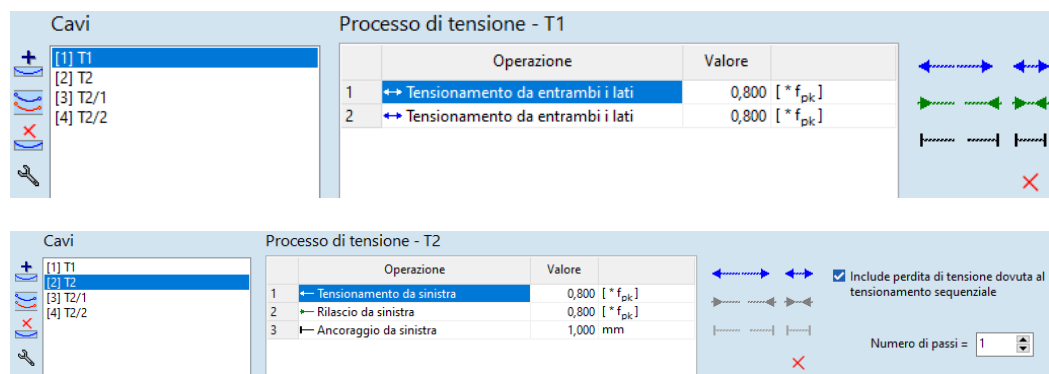 Cavi
Processo di tensione - T1
[1] T1
[2] T2
[3] T2/1
[4] T2/2
Operazione Valore
1 Tensionamento da entrambi i lati 0,800 [ * fpk ]
2 Tensionamento da entrambi i lati 0,800 [ * fpk ]
Cavi
Processo di tensione - T2
[1] T1
[2] T2
[3] T2/1
[4] T2/2
Operazione Valore
1 Tensionamento da sinistra 0,800 [ * fpk ]
2 Rilascio da sinistra 0,800 [ * fpk ]
3 Ancoraggio da sinistra 1,000 mm
Include perdita di tensione dovuta al
tensionamento sequenziale
Numero di passi = 1